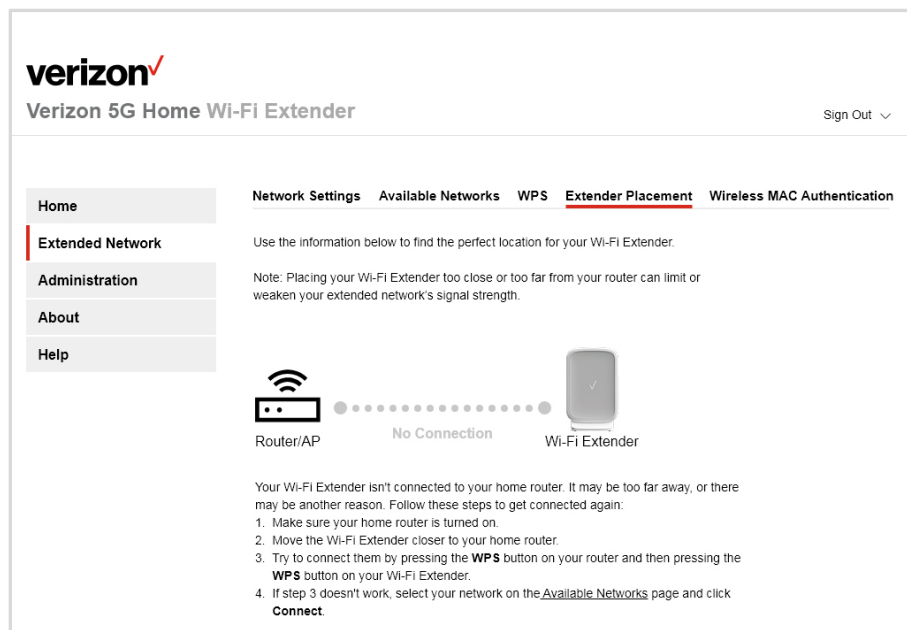 verizon
Verizon 5G Home Wi-Fi Extender
Sign Out
Home
Extended Network
Administration
About
Help
Network Settings Available Networks WPS Extender Placement Wireless MAC Authentication
Use the information below to find the perfect location for your Wi-Fi Extender.
Note: Placing your Wi-Fi Extender too close or too far from your router can limit or
weaken your extended network's signal strength.
No Connection
Router/AP
Wi-Fi Extender
Your Wi-Fi Extender isn't connected to your home router. It may be too far away, or there
may be another reason. Follow these steps to get connected again:
1. Make sure your home router is turned on.
2. Move the Wi-Fi Extender closer to your home router.
3. Try to connect them by pressing the WPS button on your router and then pressing the
WPS button on your Wi-Fi Extender.
4. If step 3 doesn't work, select your network on the Available Networks page and click
Connect.